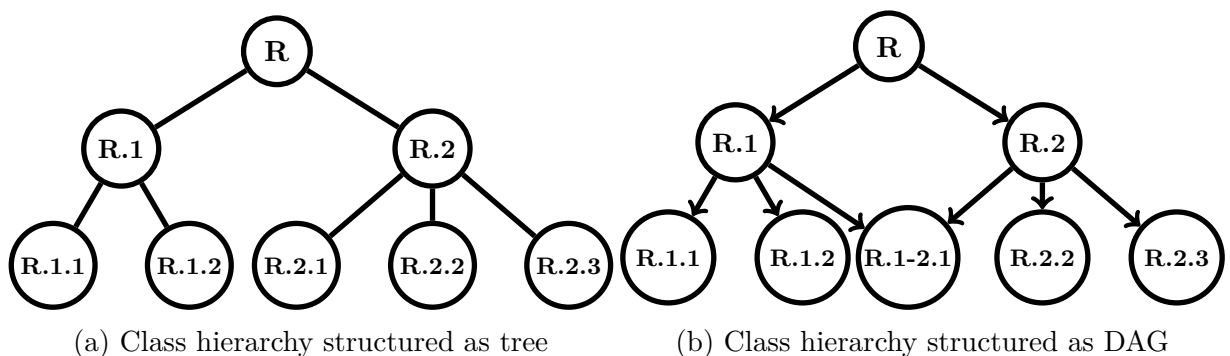 R
R.1
R.2
R.1.1
R.1.2
R.2.1
R.2.2
R.2.3
(a) Class hierarchy structured as tree
R
R.1
R.2
R.1.1
R.1.2
R.1-2.1
R.2.2
R.2.3
(b) Class hierarchy structured as DAG